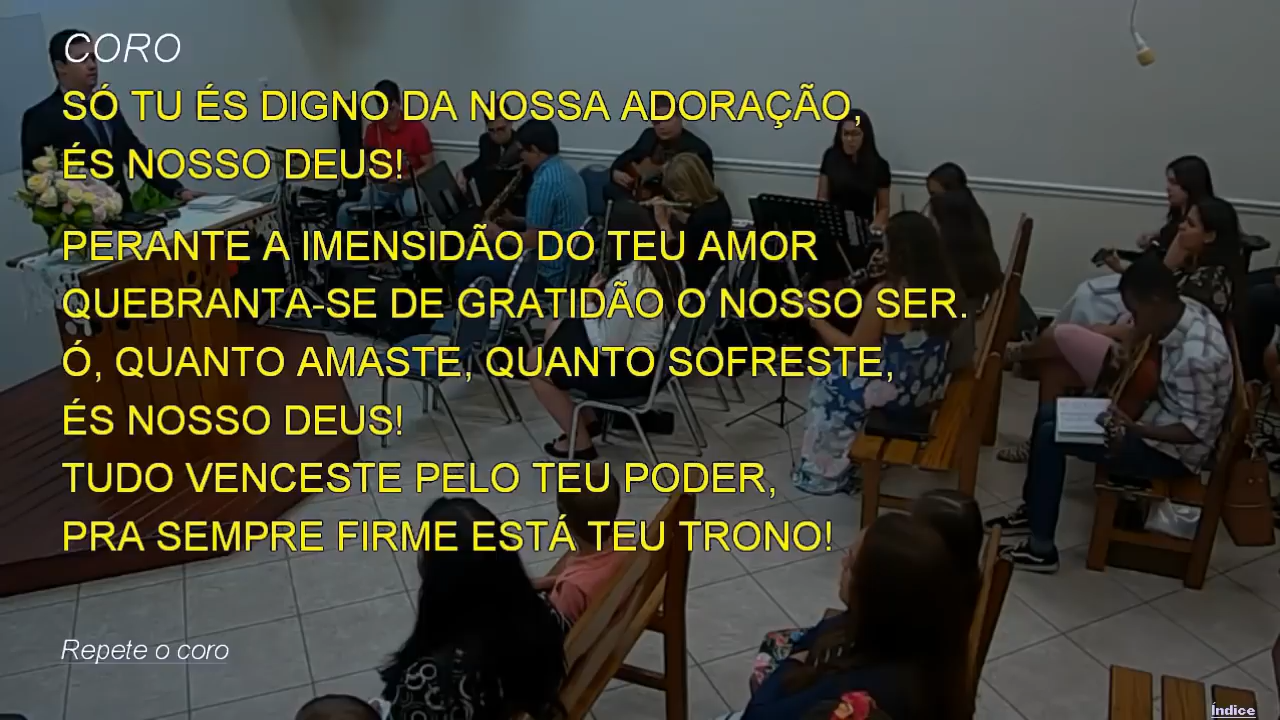 CORO
SÓ TU ÉS DIGNO DA NOSSA ADORAÇÃO,
ÉS NOSSO DEUS!
PERANTE A IMENSIDÃO DO TEU AMOR
QUEBRANTA-SE DE GRATIDÃO O NOSSO SER.
Ó, QUANTO AMASTE, QUANTO SOFRESTE,
ÉS NOSSO DEUS!
TUDO VENCESTE PELO TEU PODER,
PRA SEMPRE FIRME ESTÁ TEU TRONO!
Repete o coro
Índice